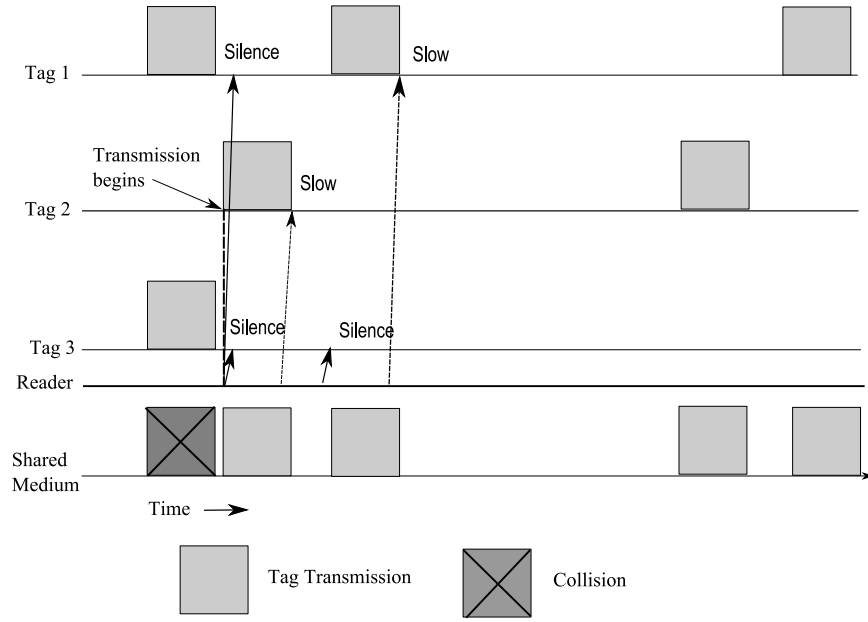 Silence
Slow
Tag 1
Transmission
begins
Slow
Tag 2
Silence
Silence
Tag 3
Reader
Shared
Medium
Time
Tag Transmission
Collision